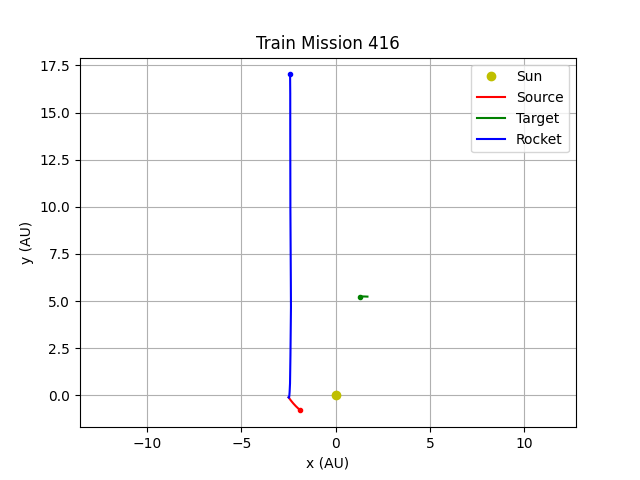 Train Mission 416
17.5
15.0
12.5
10.0
7.5
5.0
2.5
0.0
y (AU)
Sun
Source
Target
Rocket
−10
−5
0
5
10
x (AU)